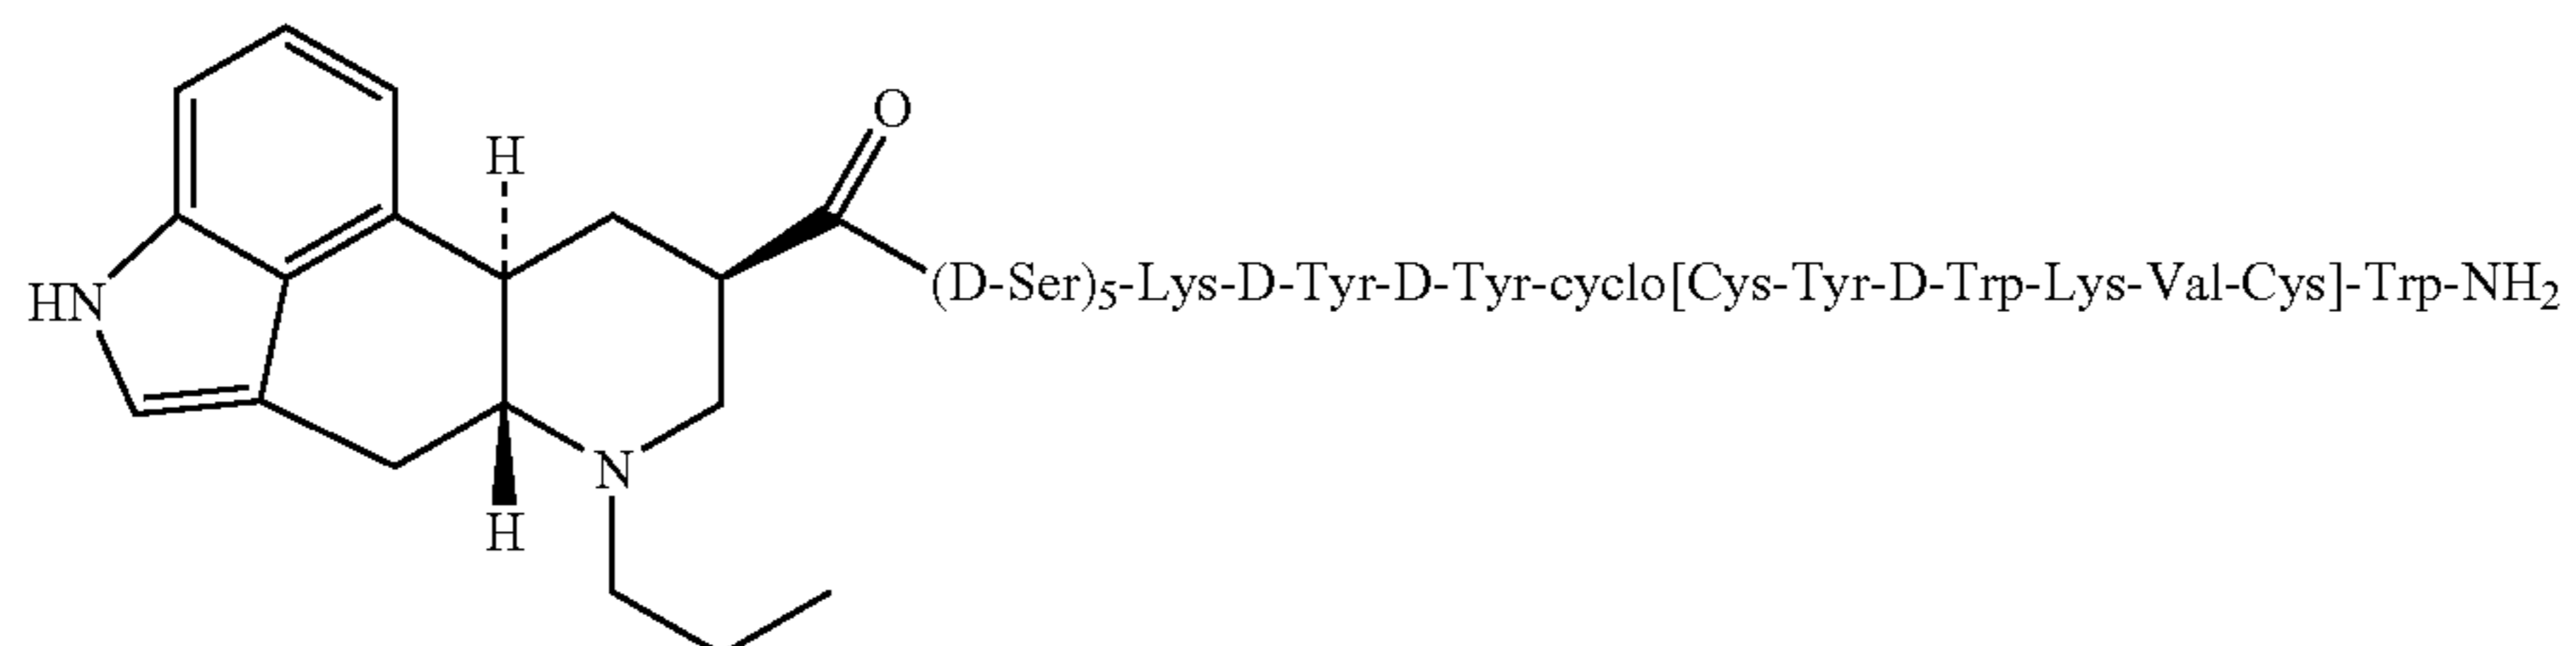 O
H
(D-Ser)5-Lys-D-Tyr-D-Tyr-cyclo[Cys-Tyr-D-Trp-Lys-Val-Cys]-Trp-NH2
HN
N
H